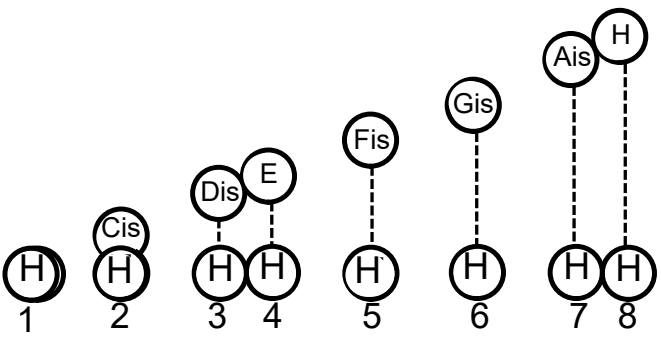 H
Ais
Gis
Fis
E
Dis
Cis
H H H H H H H H
1 2 3 4 5 6 7 8